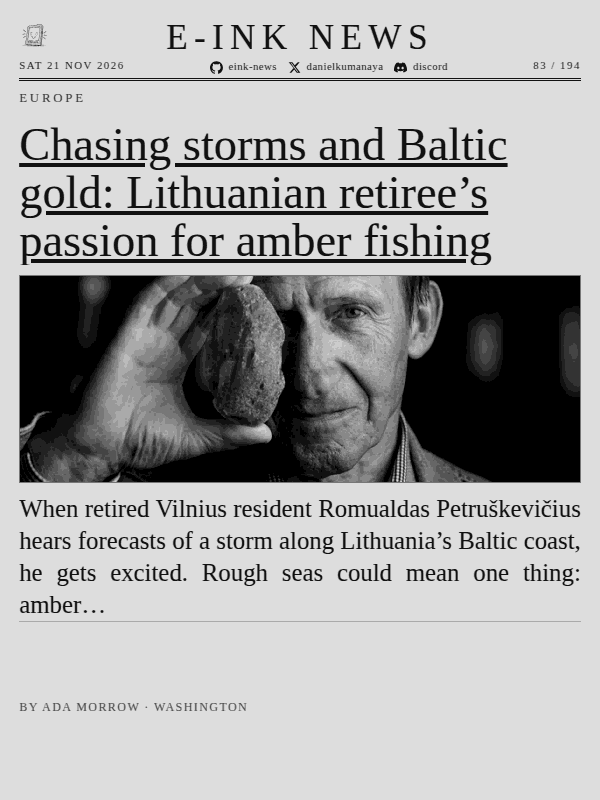 E-INK NEWS
SAT 21 NOV 2026
eink-news danielkumanaya discord
83 / 194
EUROPE
Chasing storms and Baltic
gold: Lithuanian retiree’s
passion for amber fishing
When retired Vilnius resident Romualdas Petruškevičius
hears forecasts of a storm along Lithuania’s Baltic coast,
he gets excited. Rough seas could mean one thing:
amber…
BY ADA MORROW · WASHINGTON